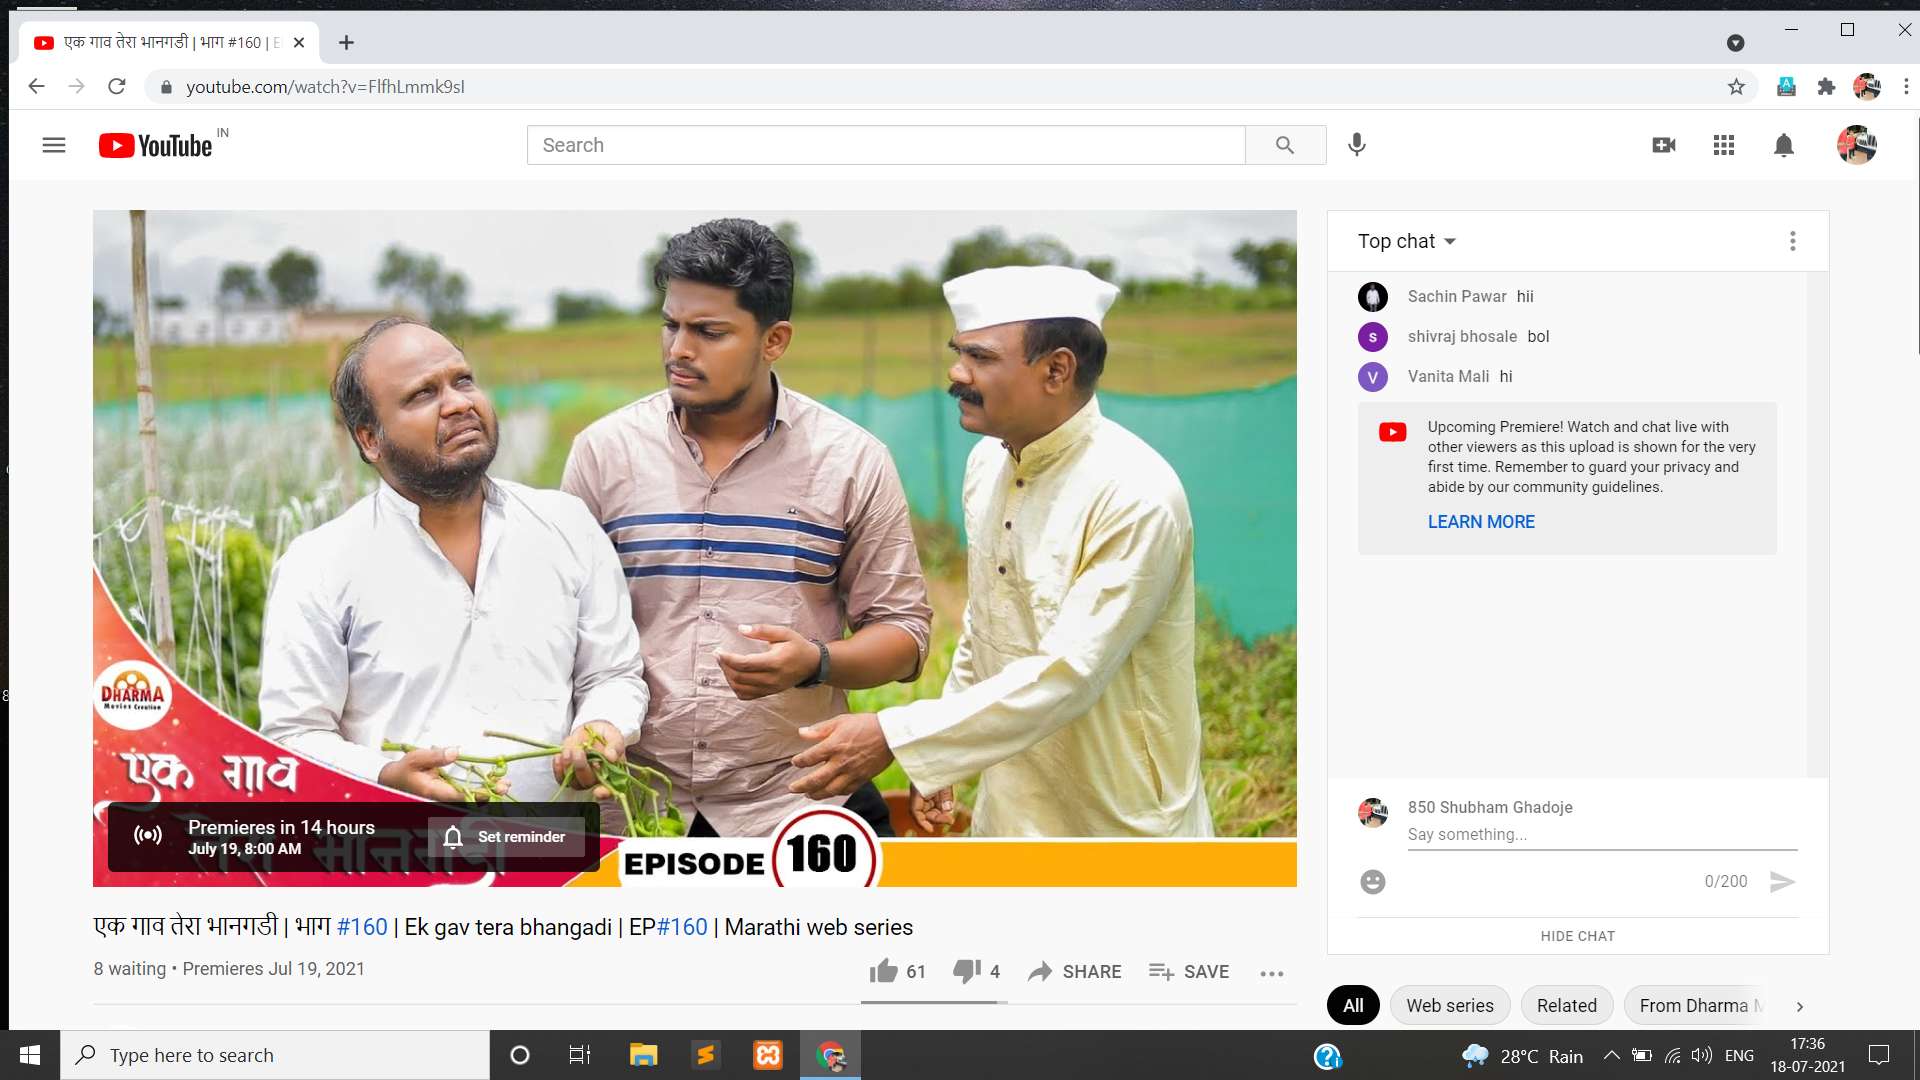 एक गाव तेरा भानगडी | भाग #160 | E
youtube.com/watch?v=FlfhLmmk9sI
YouTube IN
Search
Top chat
Sachin Pawar hii
s shivraj bhosale bol
V Vanita Mali hi
Upcoming Premiere! Watch and chat live with
other viewers as this upload is shown for the very
first time. Remember to guard your privacy and
abide by our community guidelines.
LEARN MORE
DHARMA
Movies Creation
एक गाव
तेरा भानगडी
Premieres in 14 hours
July 19, 8:00 AM
Set reminder
EPISODE 160
850 Shubham Ghadoje
Say something...
0/200
HIDE CHAT
एक गाव तेरा भानगडी | भाग #160 | Ek gav tera bhangadi | EP#160 | Marathi web series
8 waiting • Premieres Jul 19, 2021
61 4 SHARE SAVE
All Web series Related From Dharma
Type here to search
28°C Rain ENG
17:36
18-07-2021